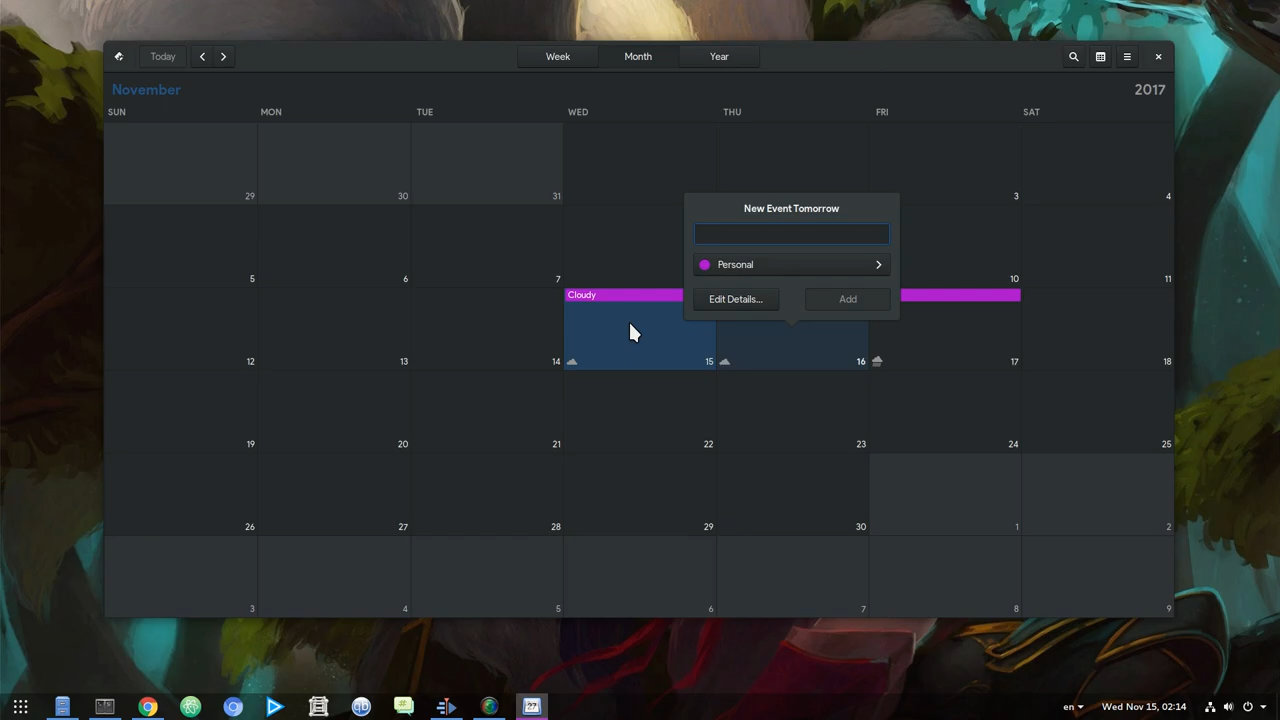 Today
Week
Month
Year
November
2017
SUN
MON
TUE
WED
THU
FRI
SAT
29
30
31
3
4
New Event Tomorrow
Personal
Edit Details...
Add
5
6
7
10
11
Cloudy
12
13
14
15
16
17
18
19
20
21
22
23
24
25
26
27
28
29
30
1
2
3
4
5
6
7
8
9
en
Wed Nov 15, 02:14